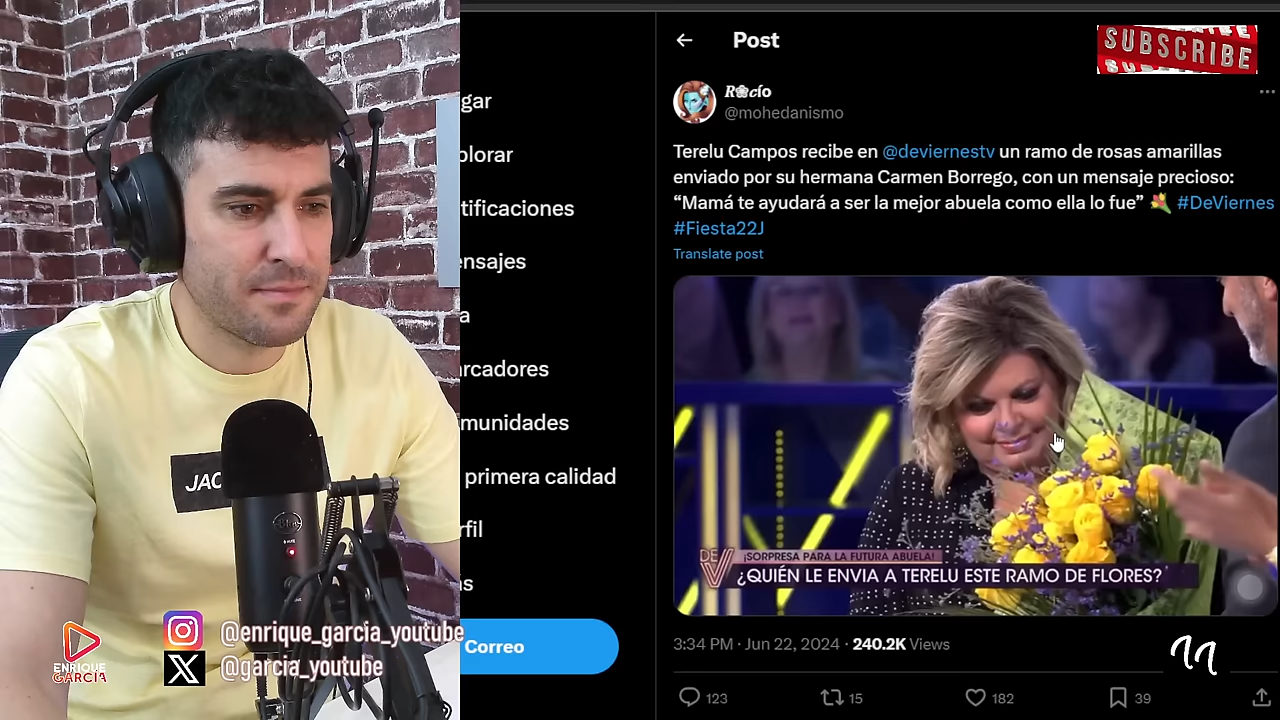 SUBSCRIBE
Post
gar
plorar
tificaciones
ensajes
a
arcadores
munidades
primera calidad
rfil
s
Correo
R❀cío
@mohedanismo
Terelu Campos recibe en @deviernestv un ramo de rosas amarillas
enviado por su hermana Carmen Borrego, con un mensaje precioso:
“Mamá te ayudará a ser la mejor abuela como ella lo fue” 💐 #DeViernes
#Fiesta22J
Translate post
DE V
¡SORPRESA PARA LA FUTURA ABUELA!
¿QUIÉN LE ENVIA A TERELU ESTE RAMO DE FLORES?
3:34 PM · Jun 22, 2024 · 240.2K Views
123
15
182
39
JAC
ENRIQUE
GARCÍA
@enrique_garcia_youtube
@garcia_youtube